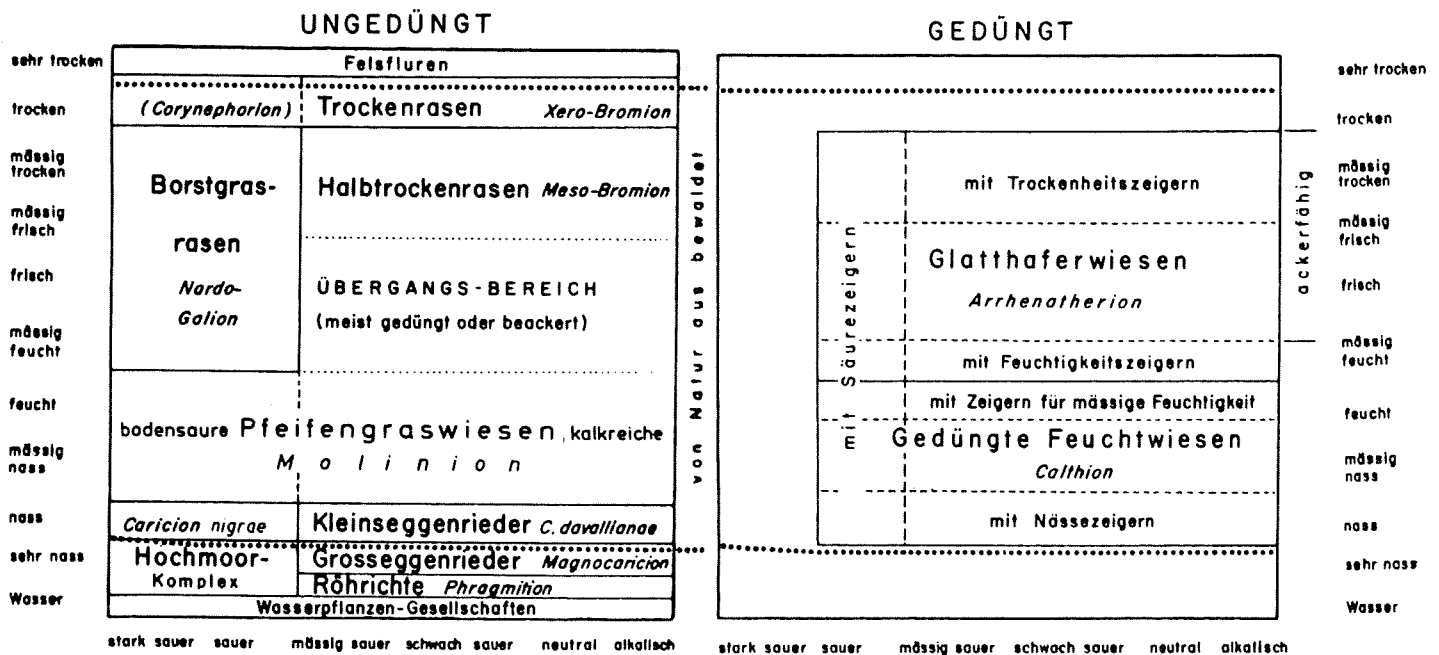 UNGEDÜNGT
sehr trocken
trocken
mässig
trocken
mässig
frisch
frisch
mässig
feucht
feucht
mässig
nass
nass
sehr nass
Wasser
Felsfluren
(Corynephorion) Trockenrasen Xero-Bromion
Borstgras-
rasen
Nardo-
Galion
Halbtrockenrasen Meso-Bromion
ÜBERGANGS-BEREICH
(meist gedüngt oder beackert)
bodensaure Pfeifengraswiesen, kalkreiche
Molinion
Caricion nigrae Kleinseggenrieder C. davallianae
Hochmoor-
Komplex
Grosseggenrieder Magnocaricion
Röhrichte Phragmition
Wasserpflanzen-Gesellschaften
stark sauer sauer mässig sauer schwach sauer neutral alkalisch
von Natur aus bewaldet
GEDÜNGT
mit Säurezeigern
mit Trockenheitszeigern
Glatthaferwiesen
Arrhenatherion
mit Feuchtigkeitszeigern
mit Zeigern für mässige Feuchtigkeit
Gedüngte Feuchtwiesen
Calthion
mit Nässezeigern
ackerfähig
sehr trocken
trocken
mässig
trocken
mässig
frisch
frisch
mässig
feucht
feucht
mässig
nass
nass
sehr nass
Wasser
stark sauer sauer mässig sauer schwach sauer neutral alkalisch